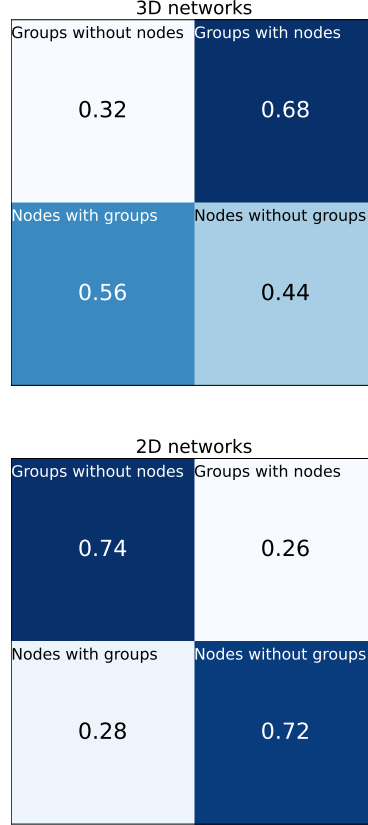 3D networks
Groups without nodes Groups with nodes
0.32 0.68
Nodes with groups Nodes without groups
0.56 0.44
2D networks
Groups without nodes Groups with nodes
0.74 0.26
Nodes with groups Nodes without groups
0.28 0.72